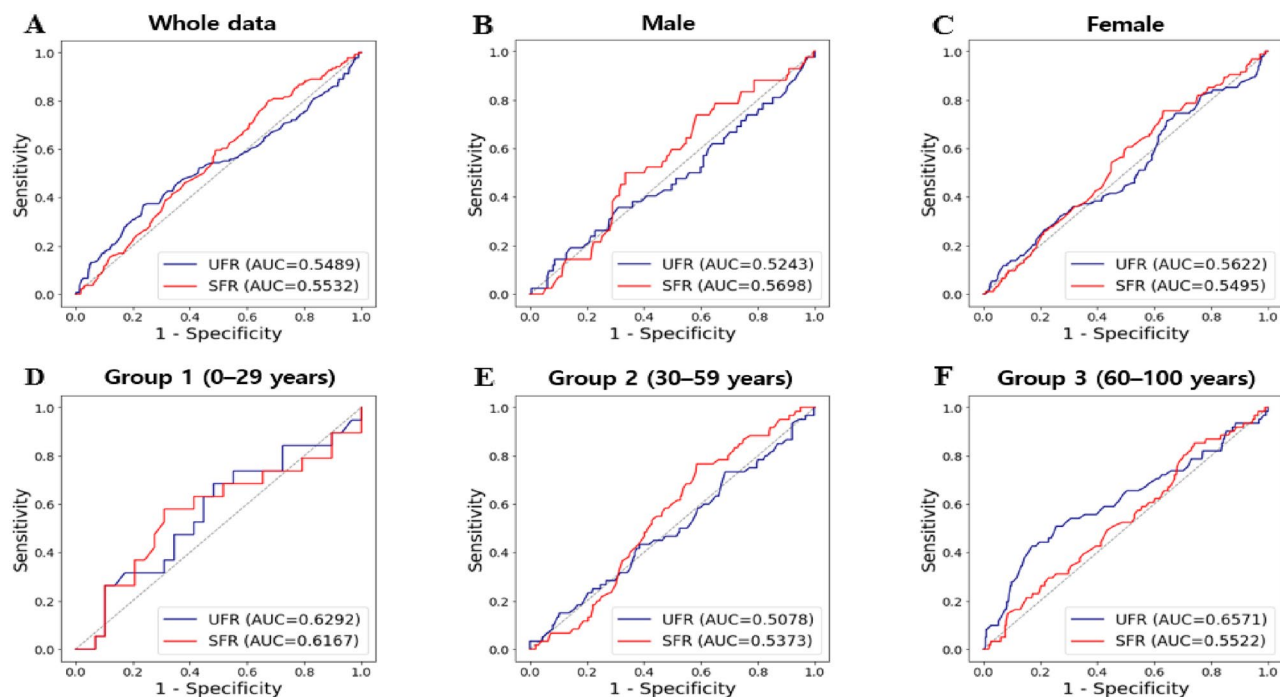 A Whole data
1.0
0.8
0.6
0.4
0.2
0.0
Sensitivity
UFR (AUC=0.5489)
SFR (AUC=0.5532)
0.0 0.2 0.4 0.6 0.8 1.0
1 - Specificity
B Male
1.0
0.8
0.6
0.4
0.2
0.0
Sensitivity
UFR (AUC=0.5243)
SFR (AUC=0.5698)
0.0 0.2 0.4 0.6 0.8 1.0
1 - Specificity
C Female
1.0
0.8
0.6
0.4
0.2
0.0
Sensitivity
UFR (AUC=0.5622)
SFR (AUC=0.5495)
0.0 0.2 0.4 0.6 0.8 1.0
1 - Specificity
D Group 1 (0–29 years)
1.0
0.8
0.6
0.4
0.2
0.0
Sensitivity
UFR (AUC=0.6292)
SFR (AUC=0.6167)
0.0 0.2 0.4 0.6 0.8 1.0
1 - Specificity
E Group 2 (30–59 years)
1.0
0.8
0.6
0.4
0.2
0.0
Sensitivity
UFR (AUC=0.5078)
SFR (AUC=0.5373)
0.0 0.2 0.4 0.6 0.8 1.0
1 - Specificity
F Group 3 (60–100 years)
1.0
0.8
0.6
0.4
0.2
0.0
Sensitivity
UFR (AUC=0.6571)
SFR (AUC=0.5522)
0.0 0.2 0.4 0.6 0.8 1.0
1 - Specificity